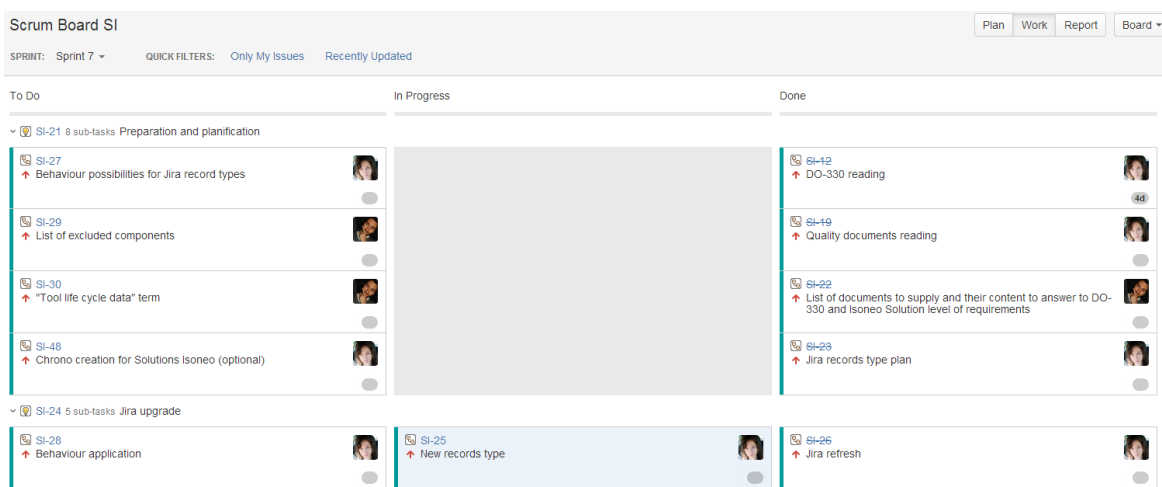 Scrum Board SI
Plan Work Report Board
SPRINT: Sprint 7 QUICK FILTERS: Only My Issues Recently Updated
To Do In Progress Done
SI-21 8 sub-tasks Preparation and planification
SI-27
Behaviour possibilities for Jira record types
SI-12
DO-330 reading
4d
SI-29
List of excluded components
SI-19
Quality documents reading
SI-30
"Tool life cycle data" term
SI-22
List of documents to supply and their content to answer to DO-
330 and Isoneo Solution level of requirements
SI-48
Chrono creation for Solutions Isoneo (optional)
SI-23
Jira records type plan
SI-24 5 sub-tasks Jira upgrade
SI-28
Behaviour application
SI-25
New records type
SI-26
Jira refresh